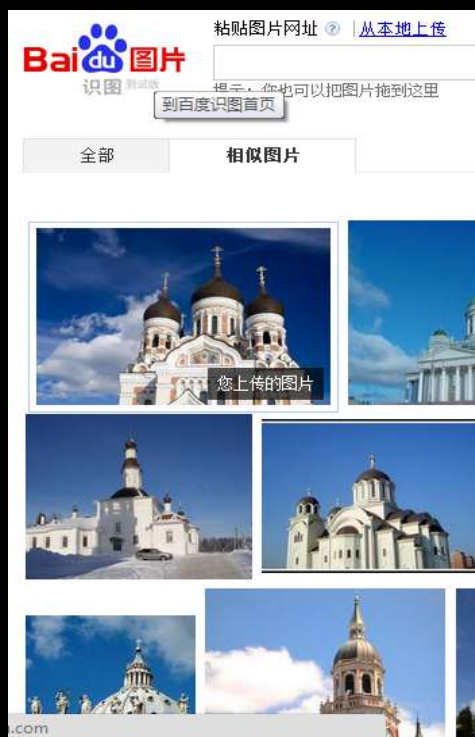 粘贴图片网址 ? | 从本地上传
Bai du 图片
识图 测试版
提示：您也可以把图片拖到这里
到百度识图首页
全部 相似图片
您上传的图片
.com